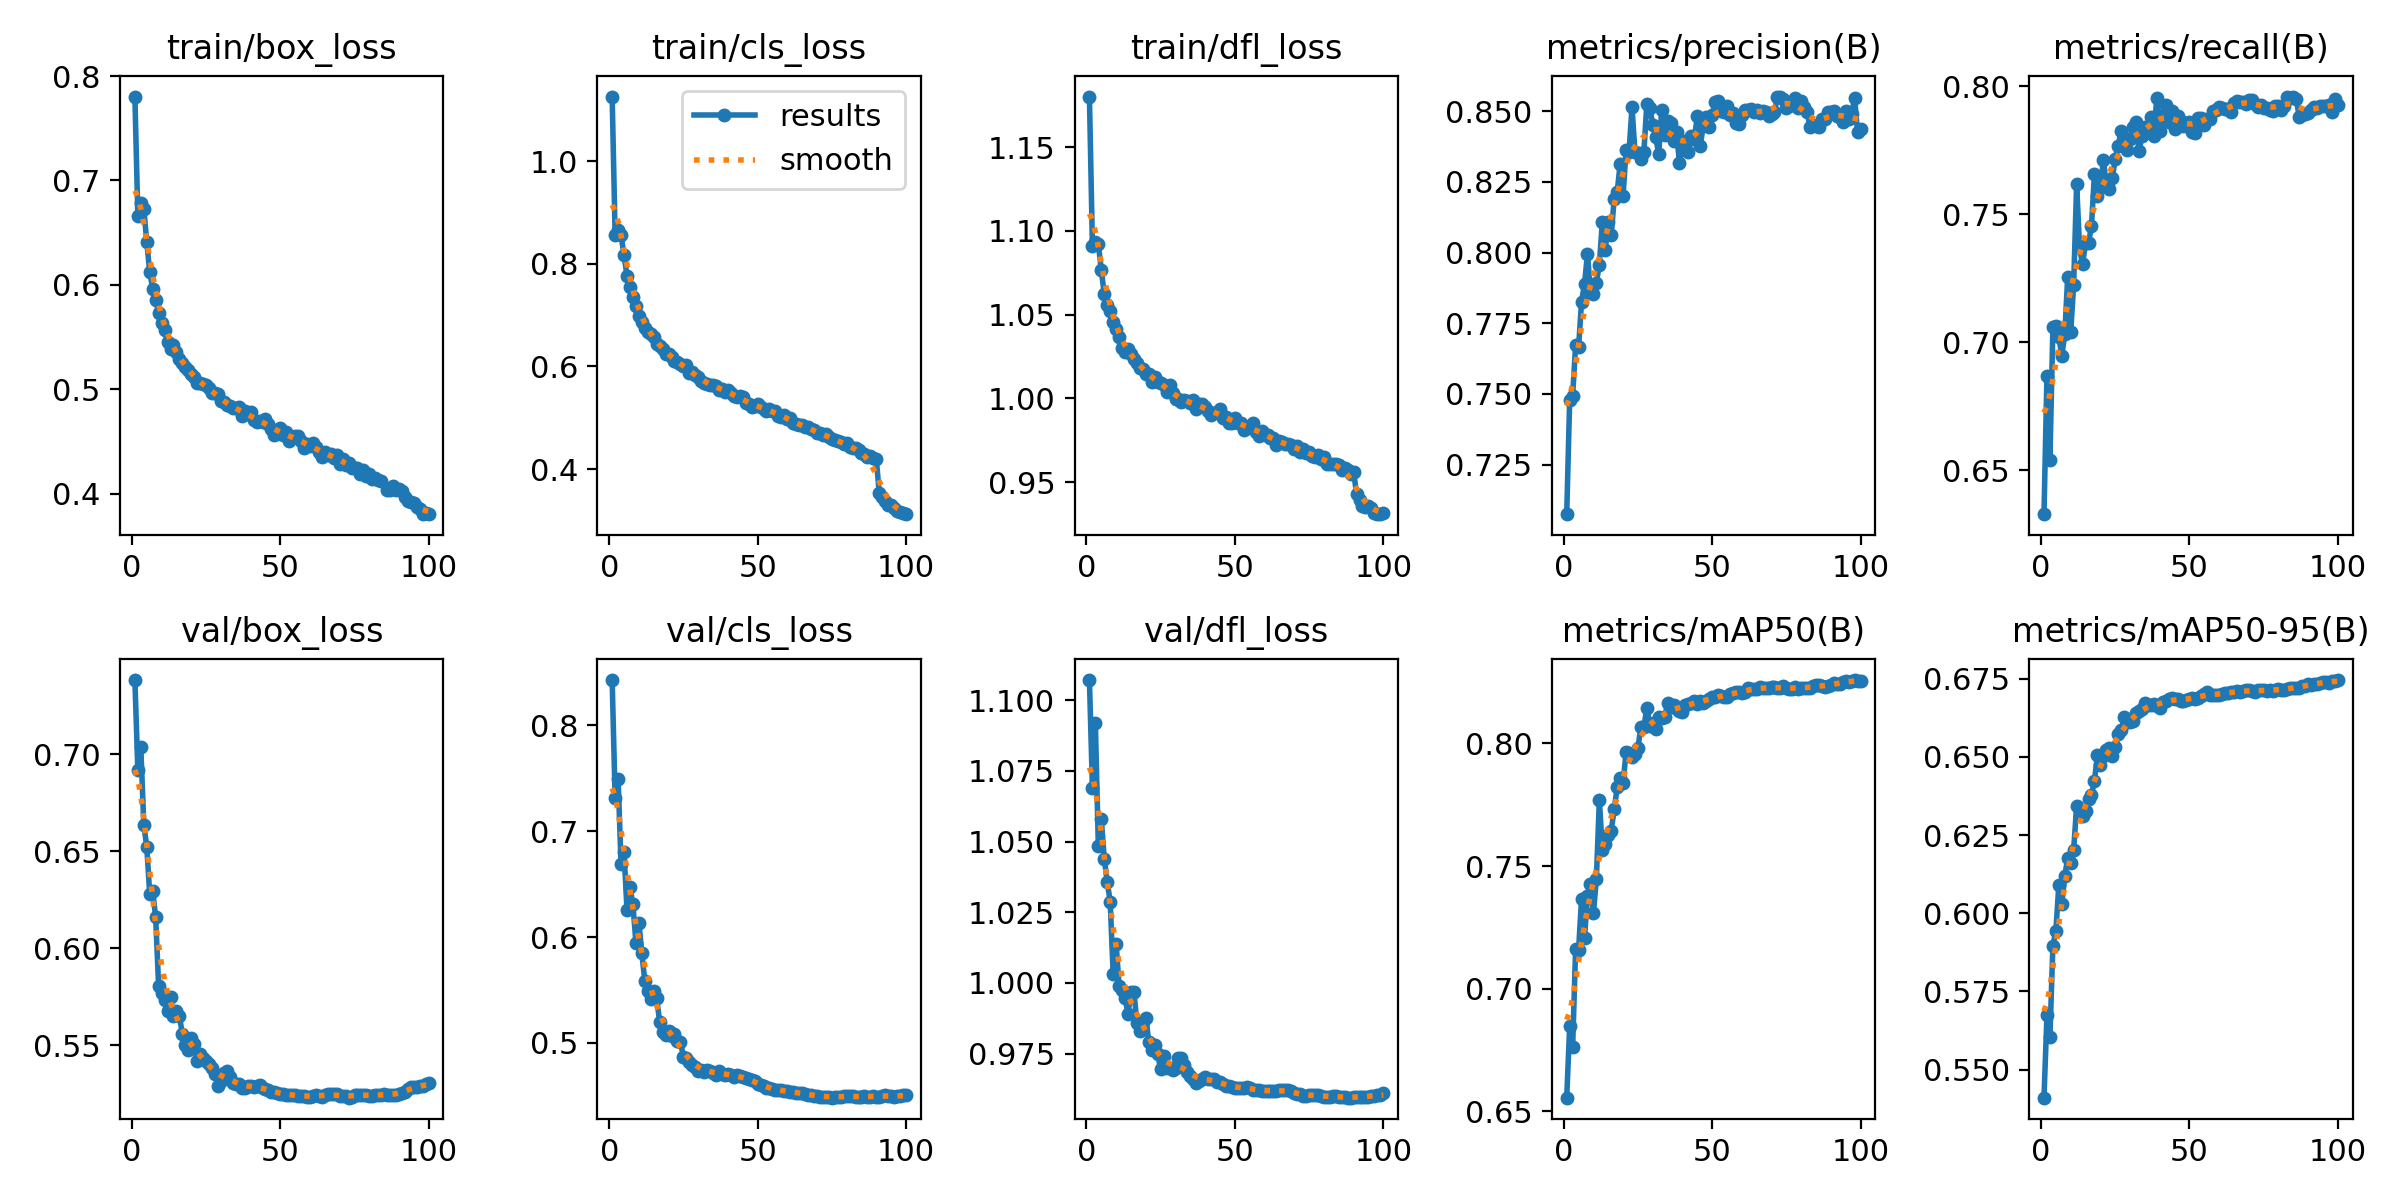 train/box_loss
0.8
0.7
0.6
0.5
0.4
0 50 100
train/cls_loss
results
smooth
1.0
0.8
0.6
0.4
0 50 100
train/dfl_loss
1.15
1.10
1.05
1.00
0.95
0 50 100
metrics/precision(B)
0.850
0.825
0.800
0.775
0.750
0.725
0 50 100
metrics/recall(B)
0.80
0.75
0.70
0.65
0 50 100
val/box_loss
0.70
0.65
0.60
0.55
0 50 100
val/cls_loss
0.8
0.7
0.6
0.5
0 50 100
val/dfl_loss
1.100
1.075
1.050
1.025
1.000
0.975
0 50 100
metrics/mAP50(B)
0.80
0.75
0.70
0.65
0 50 100
metrics/mAP50-95(B)
0.675
0.650
0.625
0.600
0.575
0.550
0 50 100